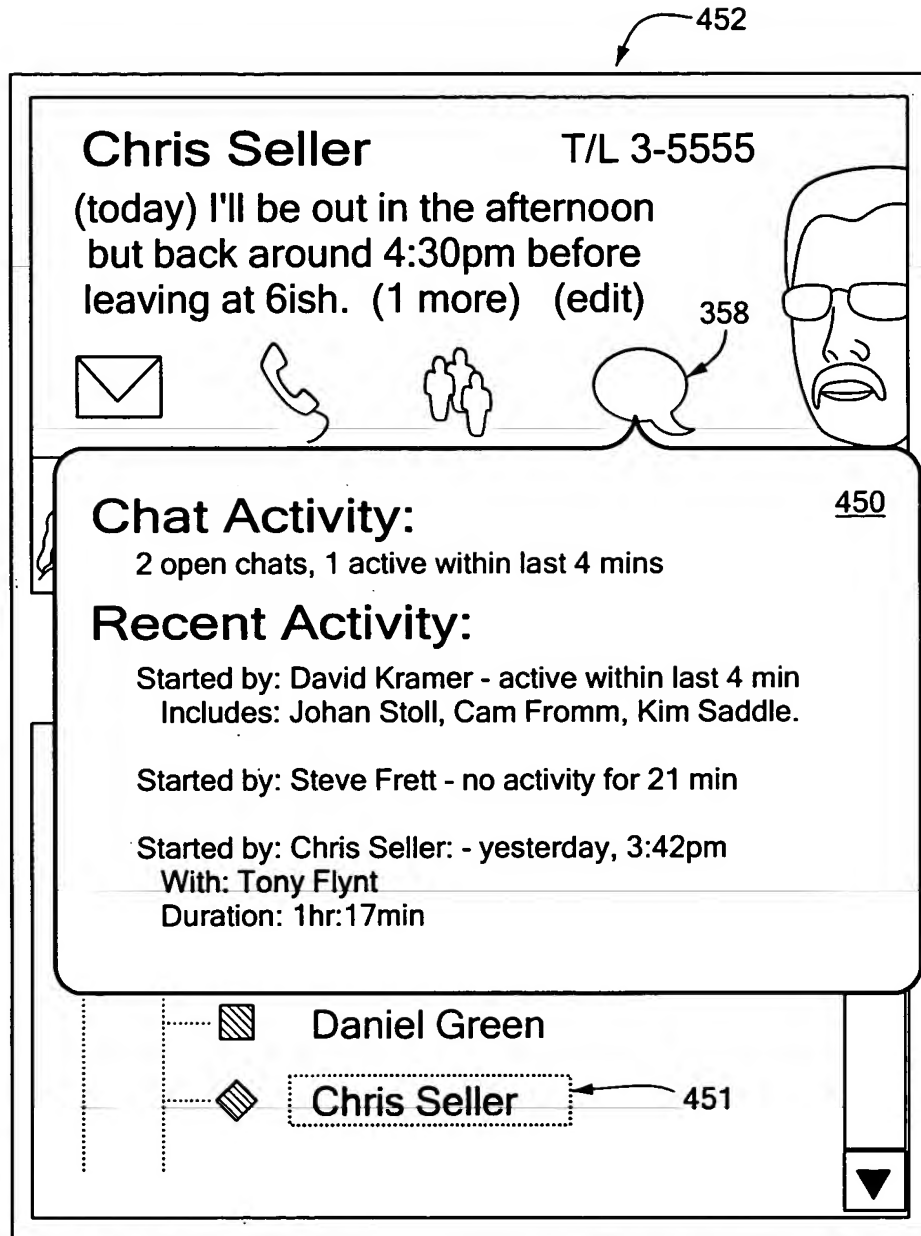 452
Chris Seller T/L 3-5555
(today) I'll be out in the afternoon
but back around 4:30pm before
leaving at 6ish. (1 more) (edit)
358
450
Chat Activity:
2 open chats, 1 active within last 4 mins
Recent Activity:
Started by: David Kramer - active within last 4 min
Includes: Johan Stoll, Cam Fromm, Kim Saddle.
Started by: Steve Frett - no activity for 21 min
Started by: Chris Seller: - yesterday, 3:42pm
With: Tony Flynt
Duration: 1hr:17min
Daniel Green
Chris Seller 451